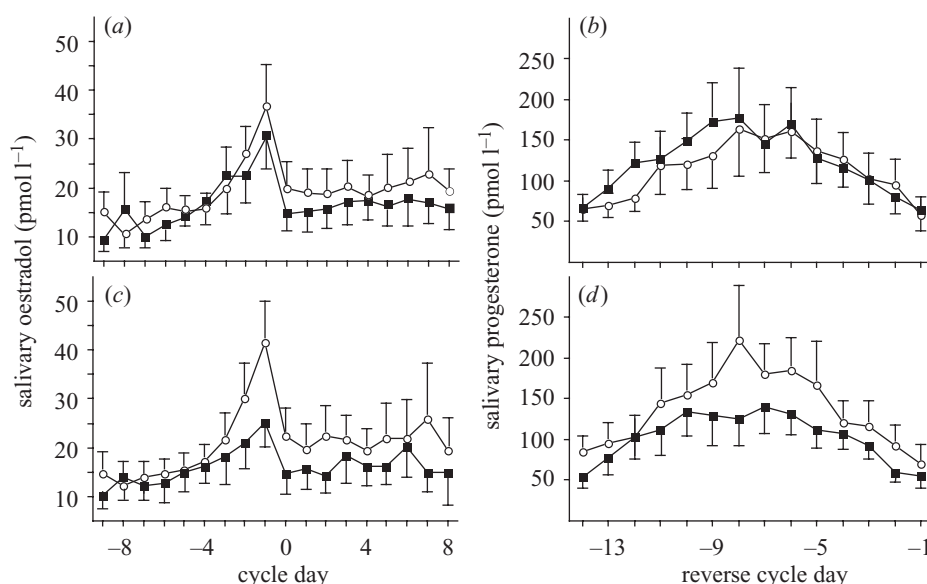 (a)
50
40
30
20
10
(b)
250
200
150
100
50
(c)
50
40
30
20
10
(d)
250
200
150
100
50
salivary oestradol (pmol l⁻¹)
salivary progesterone (pmol l⁻¹)
–8 –4 0 4 8
cycle day
–13 –9 –5 –1
reverse cycle day